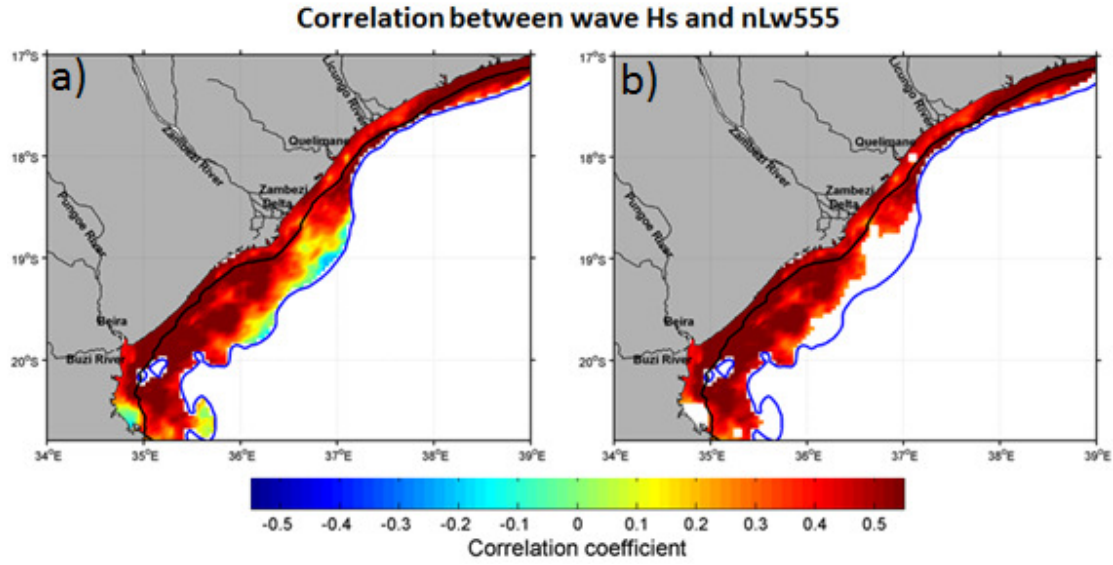 Correlation between wave Hs and nLw555
a)
17°S
18°S
19°S
20°S
34°E
35°E
36°E
37°E
38°E
39°E
Zambezi River
Licungo River
Quelimane
Zambezi
Delta
Pungoe River
Beira
Buzi River
b)
17°S
18°S
19°S
20°S
34°E
35°E
36°E
37°E
38°E
39°E
Zambezi River
Licungo River
Quelimane
Zambezi
Delta
Pungoe River
Beira
Buzi River
-0.5 -0.4 -0.3 -0.2 -0.1 0 0.1 0.2 0.3 0.4 0.5
Correlation coefficient